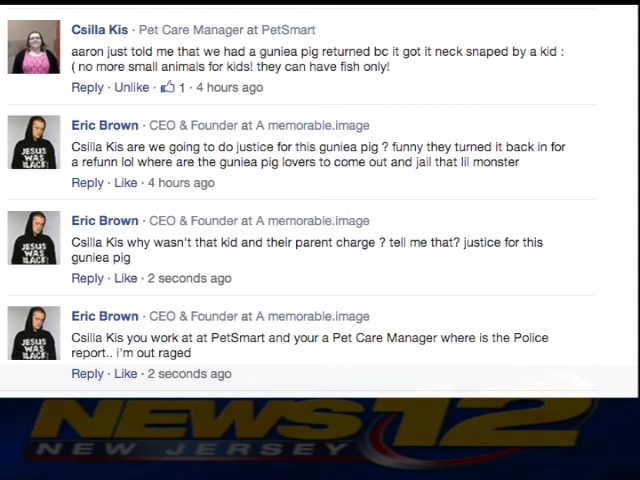 Csilla Kis · Pet Care Manager at PetSmart
aaron just told me that we had a guniea pig returned bc it got it neck snaped by a kid :
( no more small animals for kids! they can have fish only!
Reply · Unlike · 1 · 4 hours ago
JESUS
WAS
BLACK
Eric Brown · CEO & Founder at A memorable.image
Csilla Kis are we going to do justice for this guniea pig ? funny they turned it back in for
a refunn lol where are the guniea pig lovers to come out and jail that lil monster
Reply · Like · 4 hours ago
JESUS
WAS
BLACK
Eric Brown · CEO & Founder at A memorable.image
Csilla Kis why wasn't that kid and their parent charge ? tell me that? justice for this
guniea pig
Reply · Like · 2 seconds ago
JESUS
WAS
BLACK
Eric Brown · CEO & Founder at A memorable.image
Csilla Kis you work at at PetSmart and your a Pet Care Manager where is the Police
report.. i'm out raged
Reply · Like · 2 seconds ago
NEWS 12
NEW JERSEY